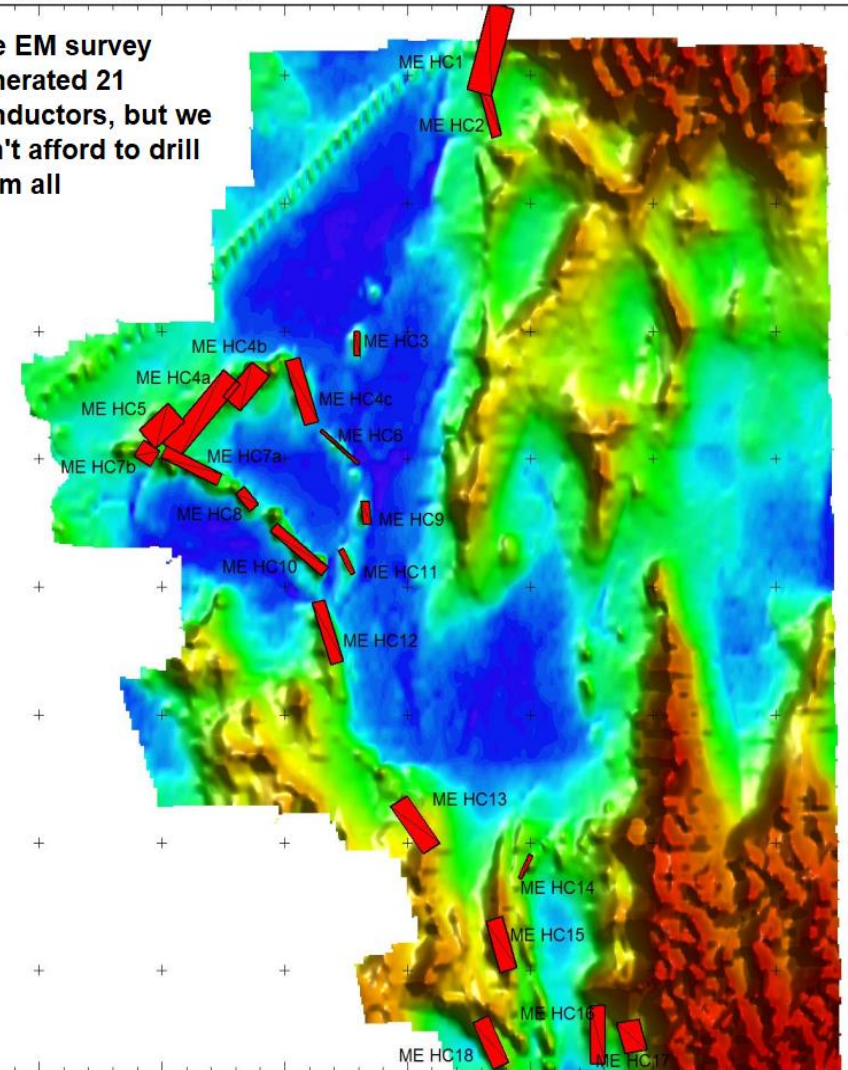 e EM survey
nerated 21
nductors, but we
n't afford to drill
m all
ME HC1
ME HC2
ME HC3
ME HC4b
ME HC4a
ME HC4c
ME HC5
ME HC6
ME HC7a
ME HC7b
ME HC8
ME HC9
ME HC10
ME HC11
ME HC12
ME HC13
ME HC14
ME HC15
ME HC16
ME HC18
ME HC17